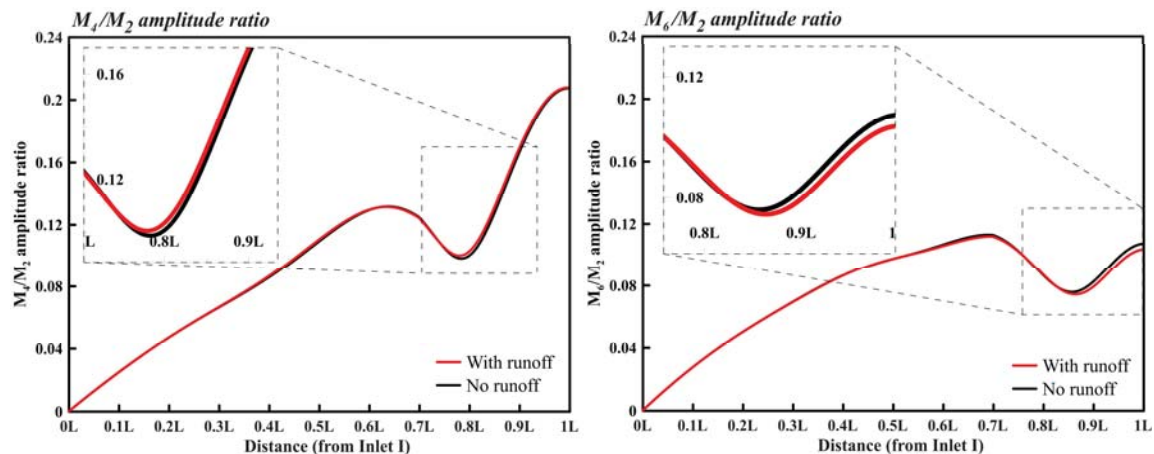 M4/M2 amplitude ratio
0.24
0.2
0.16
0.12
0.08
0.04
0
M4/M2 amplitude ratio
0.16
0.12
L
0.8L
0.9L
With runoff
No runoff
0L 0.1L 0.2L 0.3L 0.4L 0.5L 0.6L 0.7L 0.8L 0.9L 1L
Distance (from Inlet I)
M6/M2 amplitude ratio
0.24
0.2
0.16
0.12
0.08
0.04
0
M6/M2 amplitude ratio
0.12
0.08
0.8L
0.9L
1
With runoff
No runoff
0L 0.1L 0.2L 0.3L 0.4L 0.5L 0.6L 0.7L 0.8L 0.9L 1L
Distance (from Inlet I)